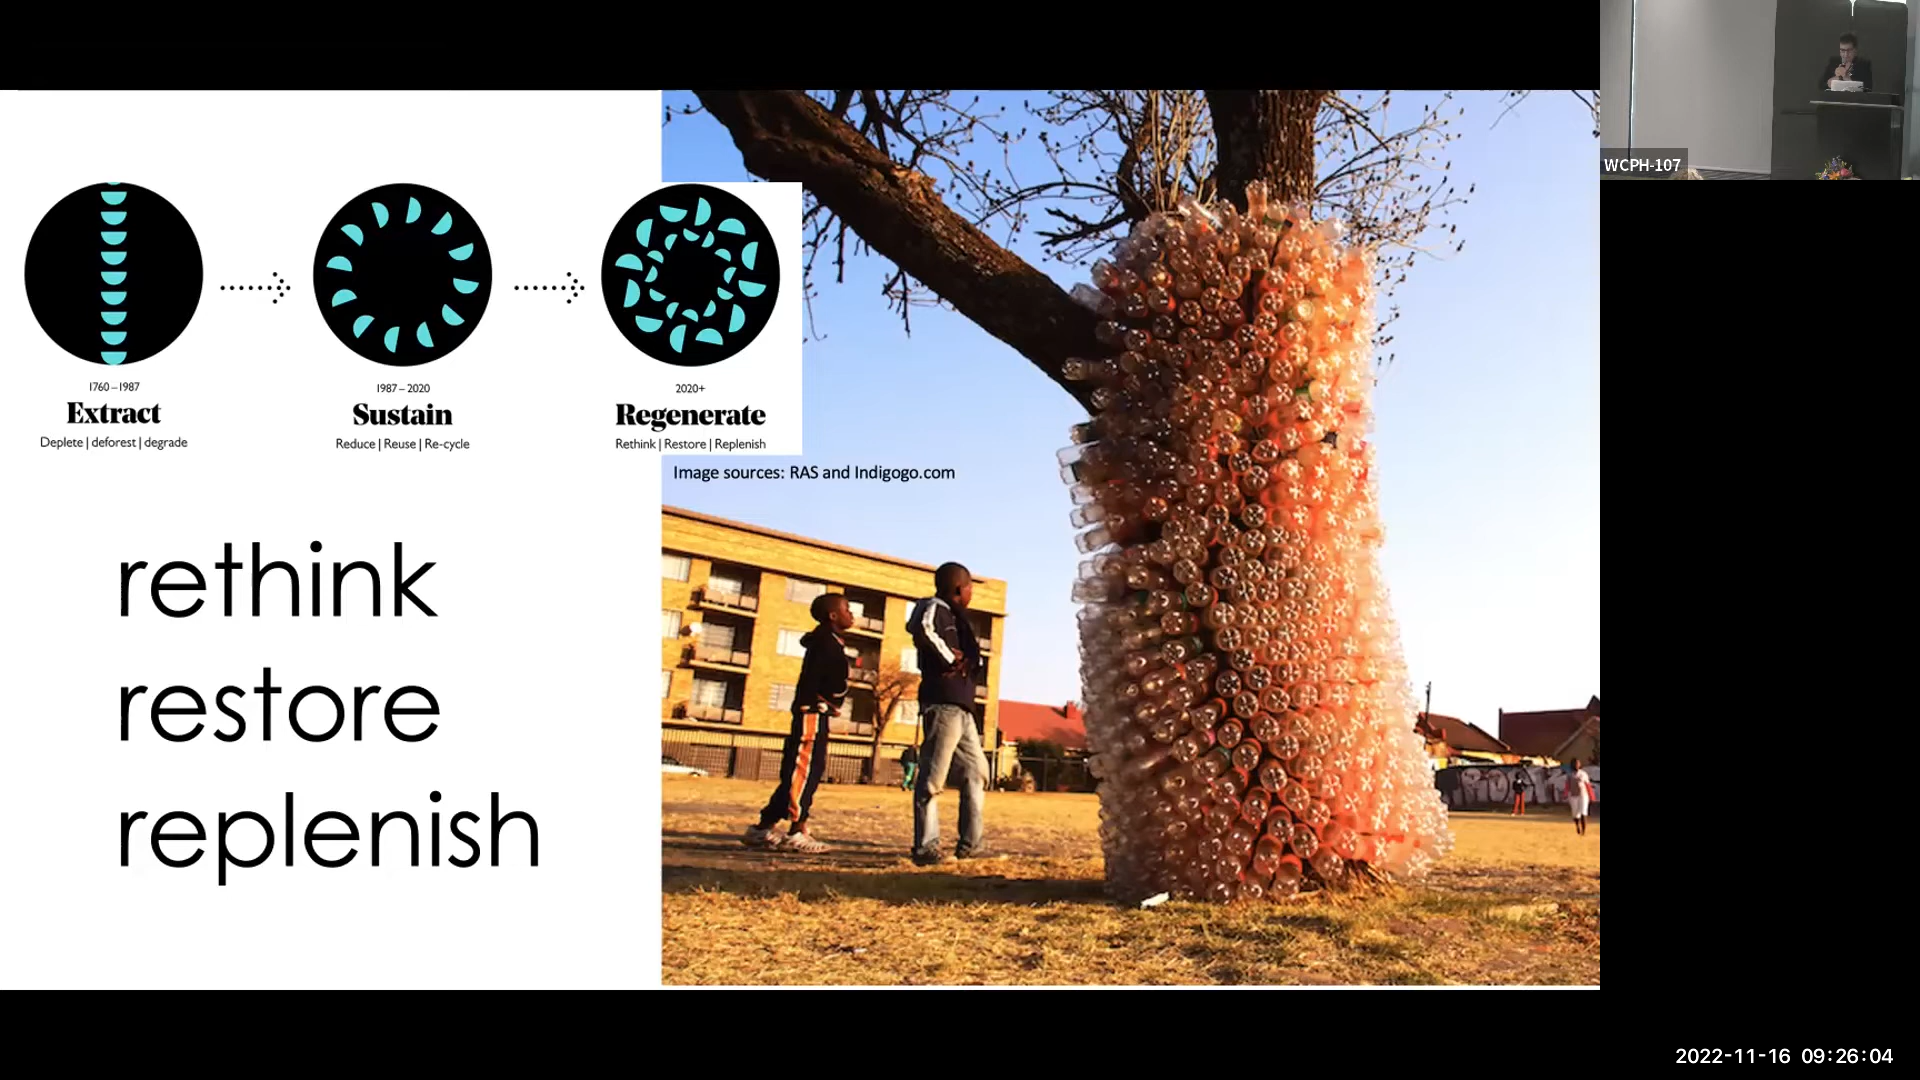 WCPH-107
1760 – 1987
Extract
Deplete | deforest | degrade
1987 – 2020
Sustain
Reduce | Reuse | Re-cycle
2020+
Regenerate
Rethink | Restore | Replenish
Image sources: RAS and Indigogo.com
rethink
restore
replenish
2022-11-16 09:26:04